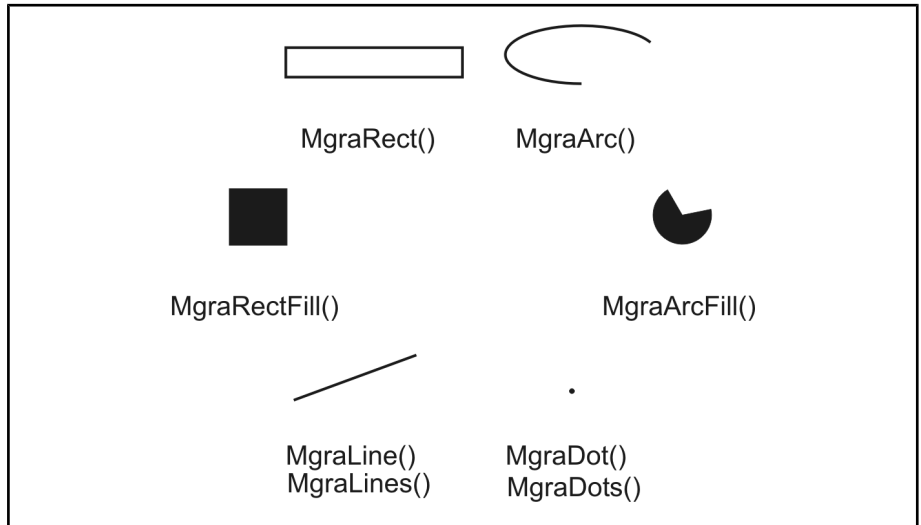 MgraRect()
MgraArc()
MgraRectFill()
MgraArcFill()
MgraLine()
MgraLines()
MgraDot()
MgraDots()